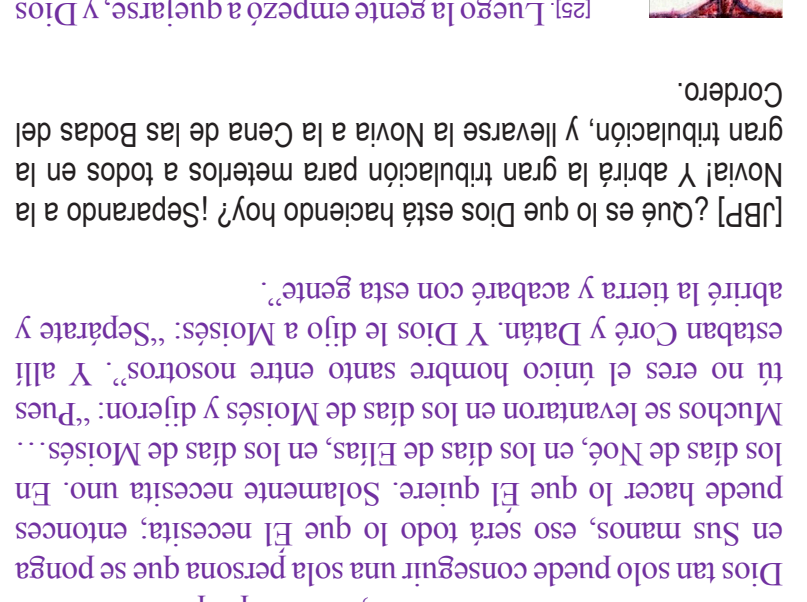 Dios tan solo puede conseguir una sola persona que se ponga
en Sus manos, eso será todo lo que Él necesita; entonces
puede hacer lo que Él quiere. Solamente necesita uno. En
los días de Noé, en los días de Elías, en los días de Moisés…
Muchos se levantaron en los días de Moisés y dijeron: “Pues
tú no eres el único hombre santo entre nosotros”. Y allí
estaban Coré y Datán. Y Dios le dijo a Moisés: “Sepárate y
abriré la tierra y acabaré con esta gente”.
[JBP] ¿Qué es lo que Dios está haciendo hoy? ¡Separando a la
Novia! Y abrirá la gran tribulación para meterlos a todos en la
gran tribulación, y llevarse la Novia a la Cena de las Bodas del
Cordero.
[25]. Luego la gente empezó a quejarse, y Dios